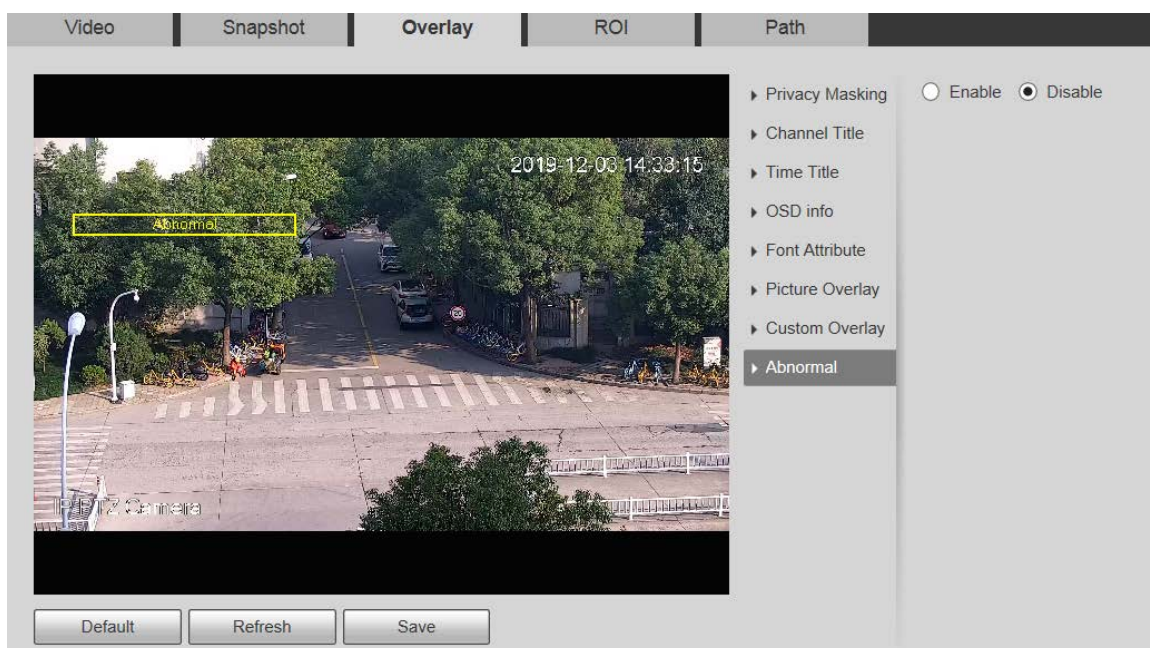 Video
Snapshot
Overlay
ROI
Path
Privacy Masking
Enable
Disable
Channel Title
Time Title
OSD info
Font Attribute
Picture Overlay
Custom Overlay
Abnormal
2019-12-03 14:33:15
Abnormal
20
IP PTZ Camera
Default
Refresh
Save